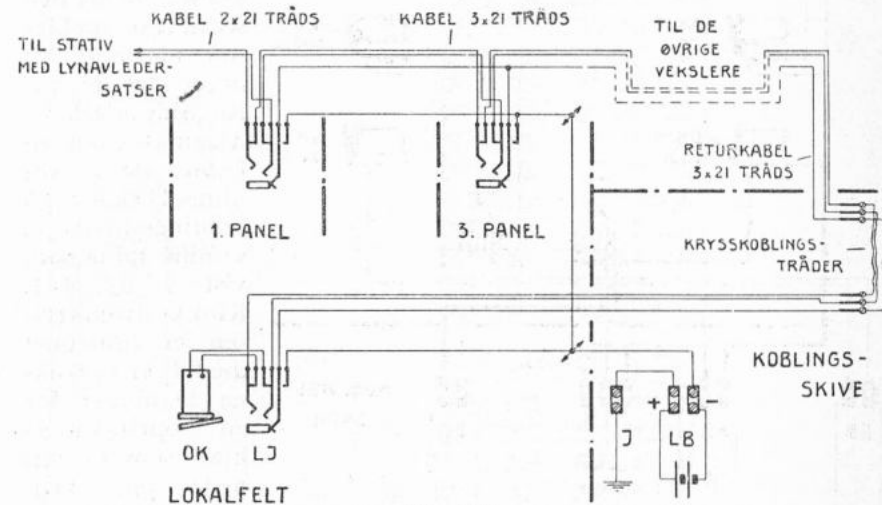 KABEL 2x21 TRÅDS
KABEL 3x21 TRÅDS
TIL STATIV
MED LYNAVLEDER-
SATSER
TIL DE
ØVRIGE
VEKSLERE
RETURKABEL
3x21 TRÅDS
1. PANEL
3. PANEL
KRYSSKOBLINGS-
TRÅDER
KOBLINGS-
SKIVE
+
-
J
LB
OK
LJ
LOKALFELT